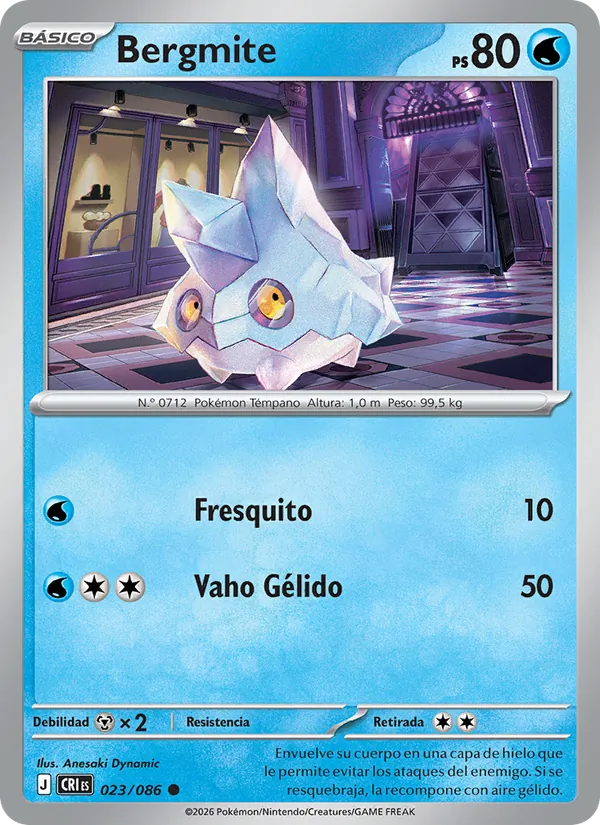 BÁSICO
Bergmite
PS 80
N.º 0712 Pokémon Témpano Altura: 1,0 m Peso: 99,5 kg
Fresquito 10
Vaho Gélido 50
Debilidad ×2 Resistencia Retirada
Ilus. Anesaki Dynamic
Envuelve su cuerpo en una capa de hielo que
le permite evitar los ataques del enemigo. Si se
resquebraja, la recompone con aire gélido.
J CRI ES 023/086
©2026 Pokémon/Nintendo/Creatures/GAME FREAK